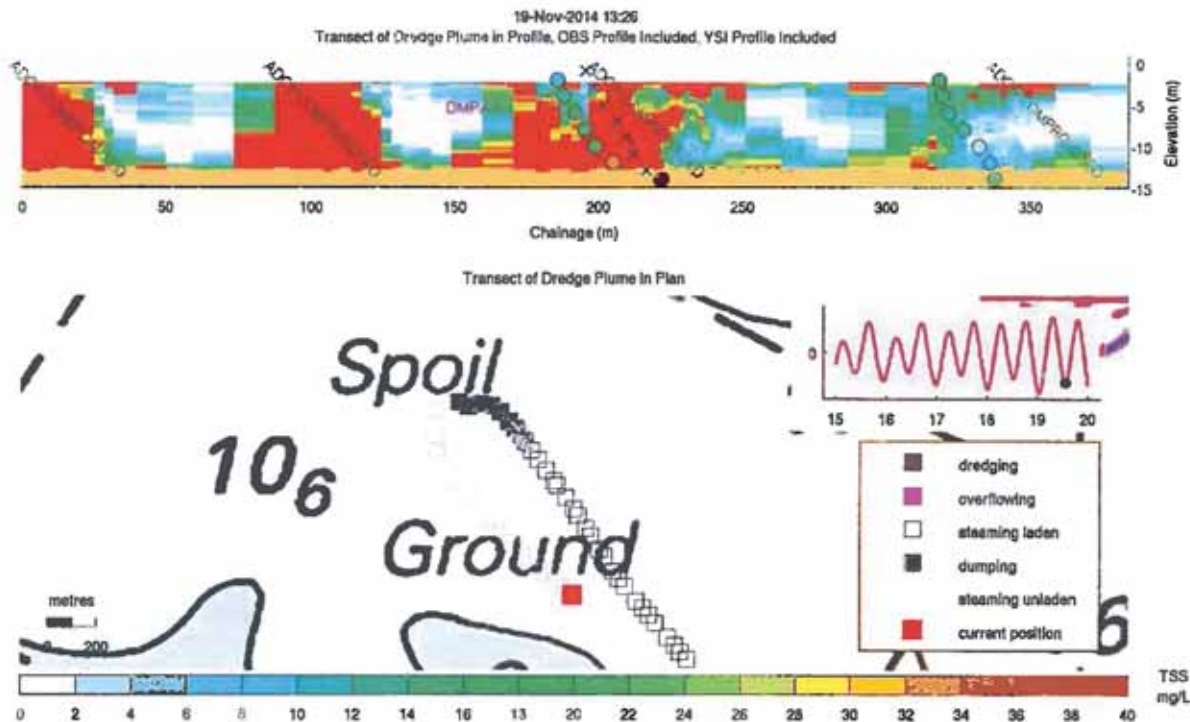 19-Nov-2014 13:26
Transect of Dredge Plume in Profile, OBS Profile Included, YSI Profile Included
0
-5
-10
-15
Elevation (m)
0 50 100 150 200 250 300 350
Chainage (m)
Transect of Dredge Plume in Plan
Spoil
10 6
Ground
metres
0 200
0
15 16 17 18 19 20
dredging
overflowing
steaming laden
dumping
steaming unladen
current position
6
TSS
mg/L
0 2 4 6 8 10 12 16 13 20 22 24 26 28 30 32 34 36 38 40